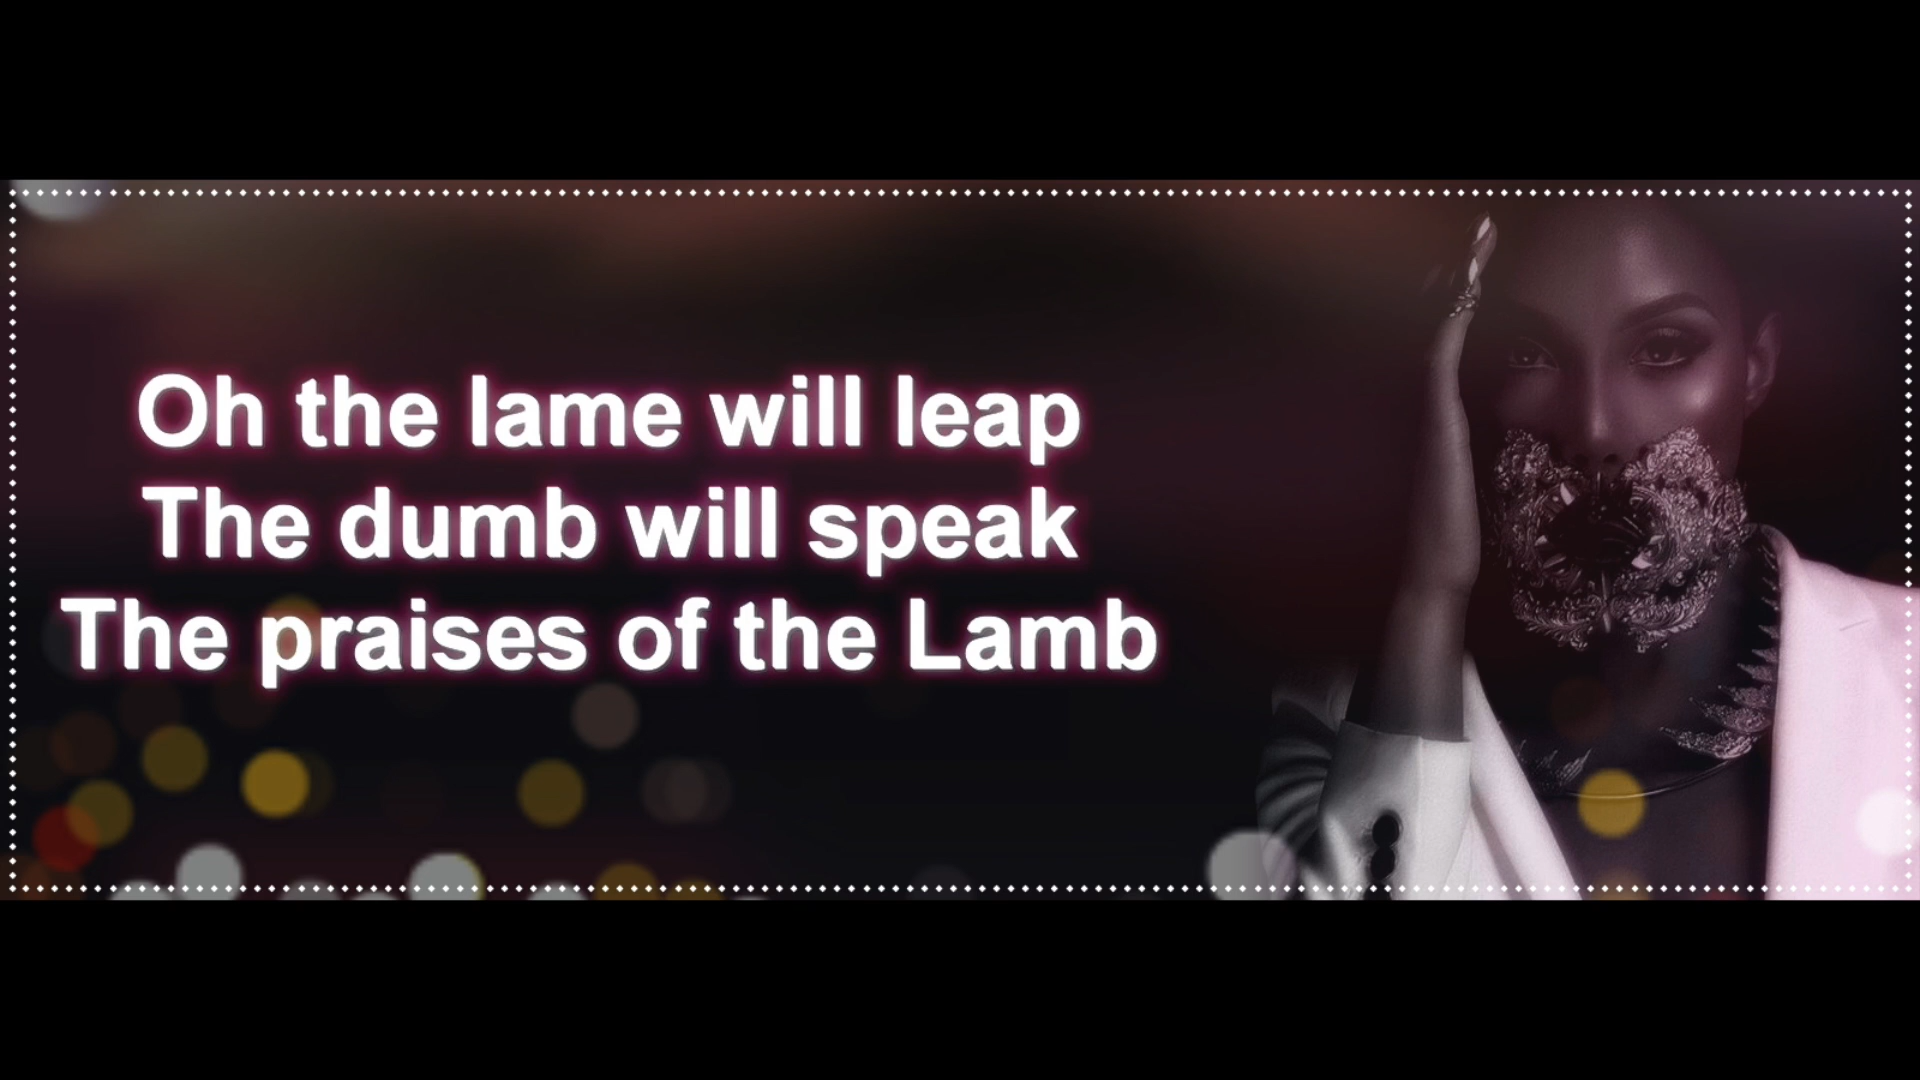 Oh the lame will leap
The dumb will speak
The praises of the Lamb